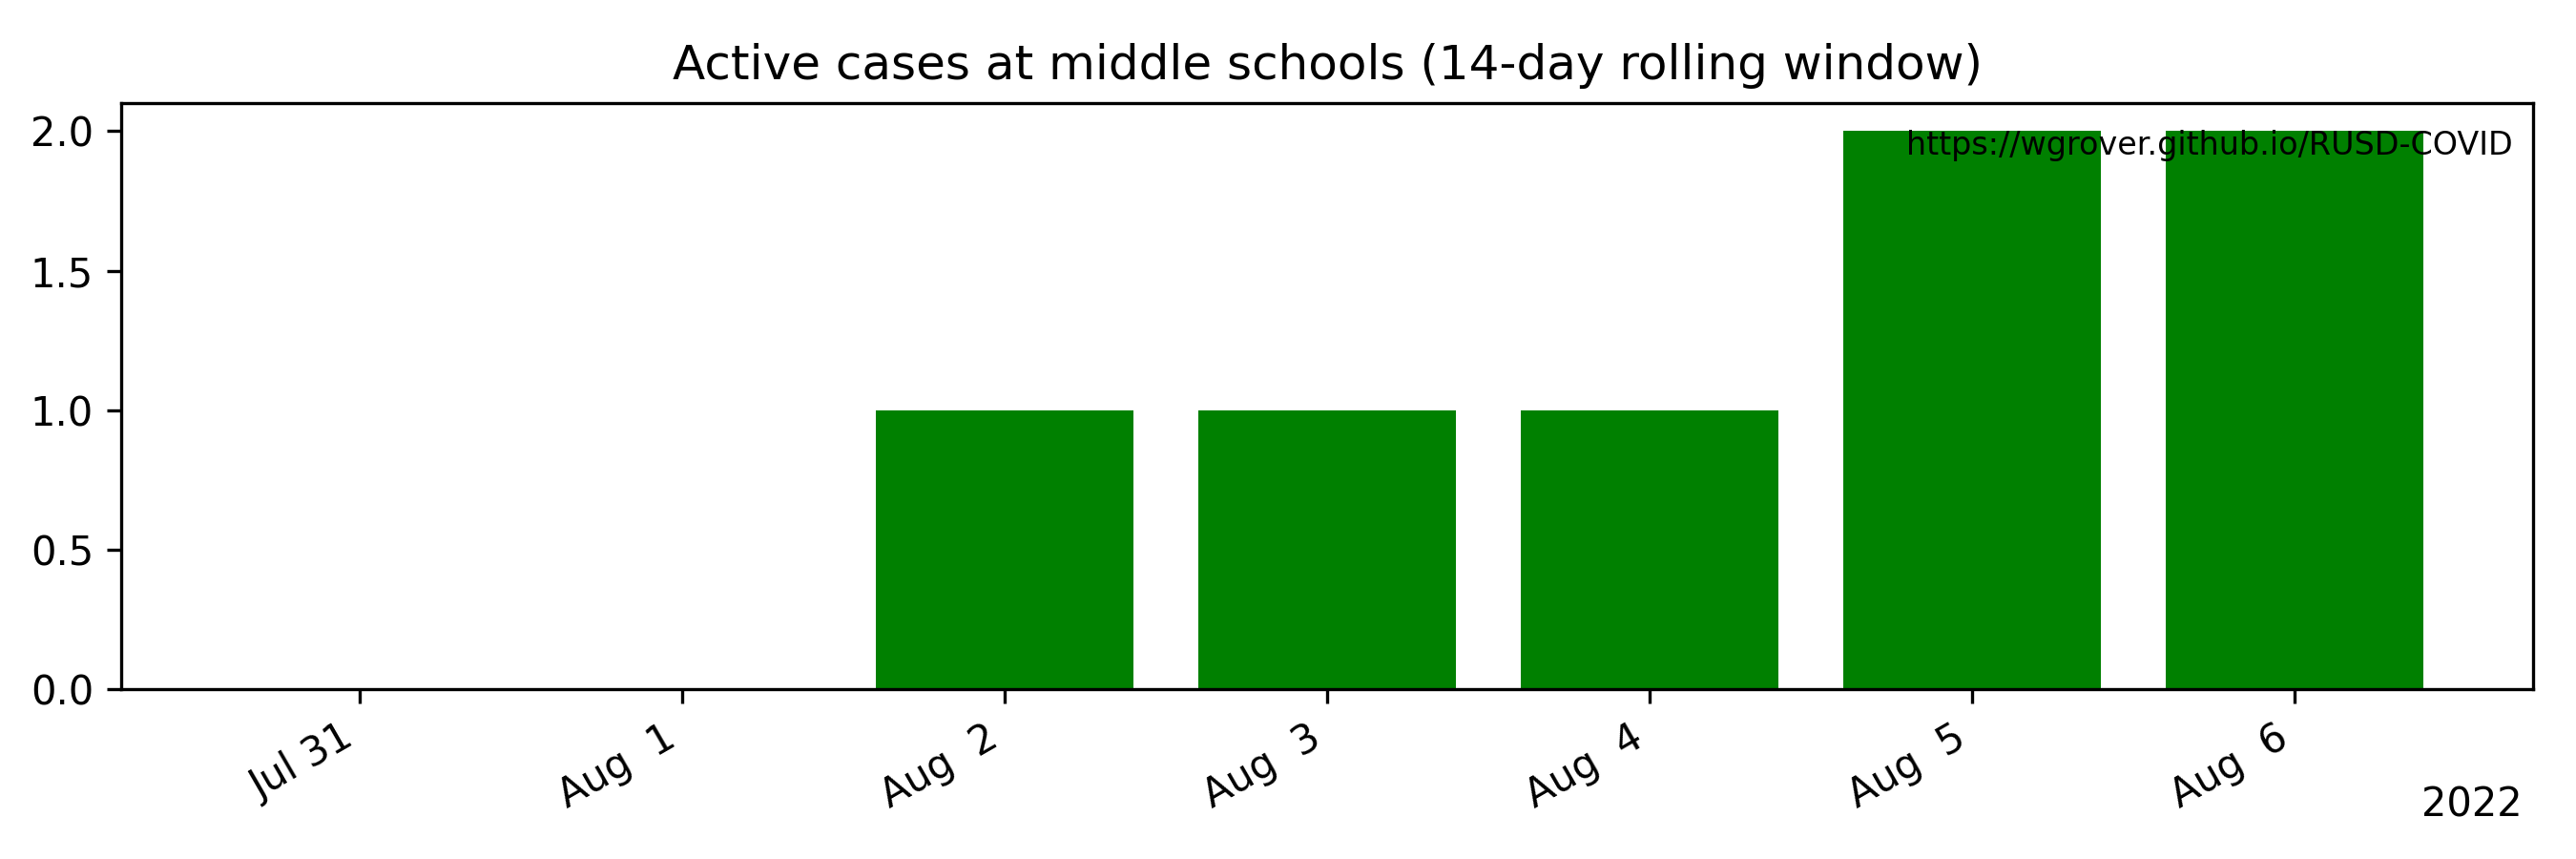 Active cases at middle schools (14-day rolling window)
https://wgrover.github.io/RUSD-COVID
2.0
1.5
1.0
0.5
0.0
Jul 31
Aug 1
Aug 2
Aug 3
Aug 4
Aug 5
Aug 6
2022